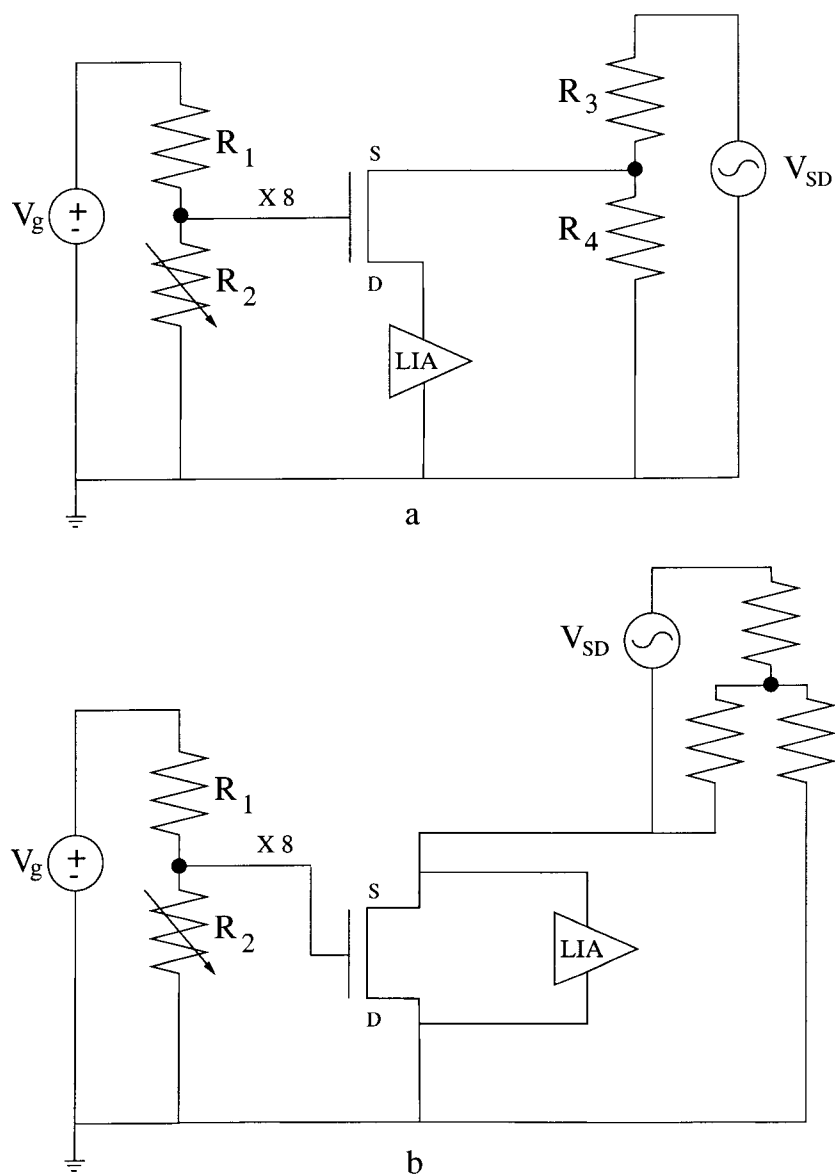 R3
R1
S
VSD
Vg
+
-
X 8
R4
R2
D
LIA
a
VSD
R1
X 8
Vg
+
-
S
R2
LIA
D
b